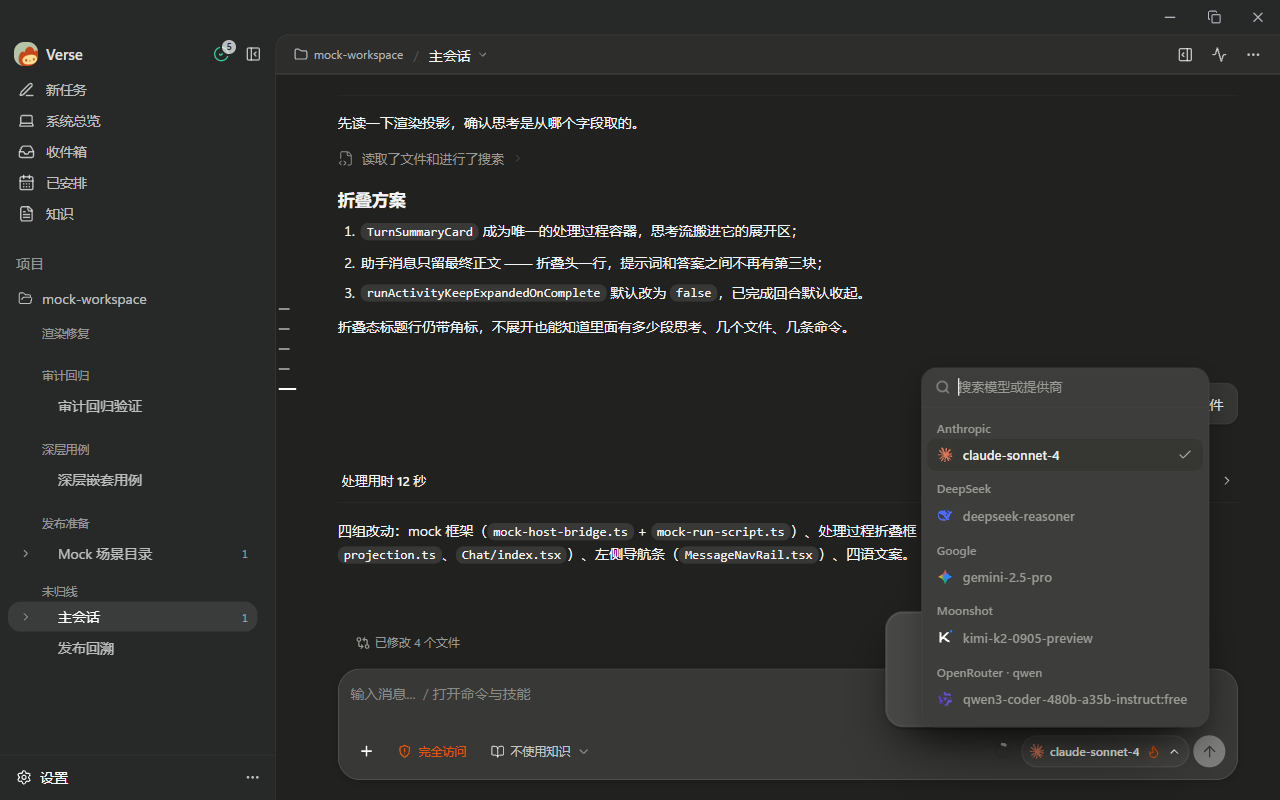 Verse
5
新任务
系统总览
收件箱
已安排
知识
项目
mock-workspace
渲染修复
审计回归
审计回归验证
深层用例
深层嵌套用例
发布准备
Mock 场景目录 1
未归线
主会话 1
发布回溯
设置
mock-workspace / 主会话
先读一下渲染投影，确认思考是从哪个字段取的。
读取了文件和进行了搜索
折叠方案
1. TurnSummaryCard 成为唯一的处理过程容器，思考流搬进它的展开区；
2. 助手消息只留最终正文 —— 折叠头一行，提示词和答案之间不再有第三块；
3. runActivityKeepExpandedOnComplete 默认改为 false，已完成回合默认收起。
折叠态标题行仍带角标，不展开也能知道里面有多少段思考、几个文件、几条命令。
件
处理用时 12 秒
四组改动：mock 框架（mock-host-bridge.ts + mock-run-script.ts）、处理过程折叠框
projection.ts、Chat/index.tsx）、左侧导航条（MessageNavRail.tsx）、四语文案。
已修改 4 个文件
输入消息... / 打开命令与技能
完全访问
不使用知识
claude-sonnet-4
搜索模型或提供商
Anthropic
claude-sonnet-4
DeepSeek
deepseek-reasoner
Google
gemini-2.5-pro
Moonshot
kimi-k2-0905-preview
OpenRouter · qwen
qwen3-coder-480b-a35b-instruct:free